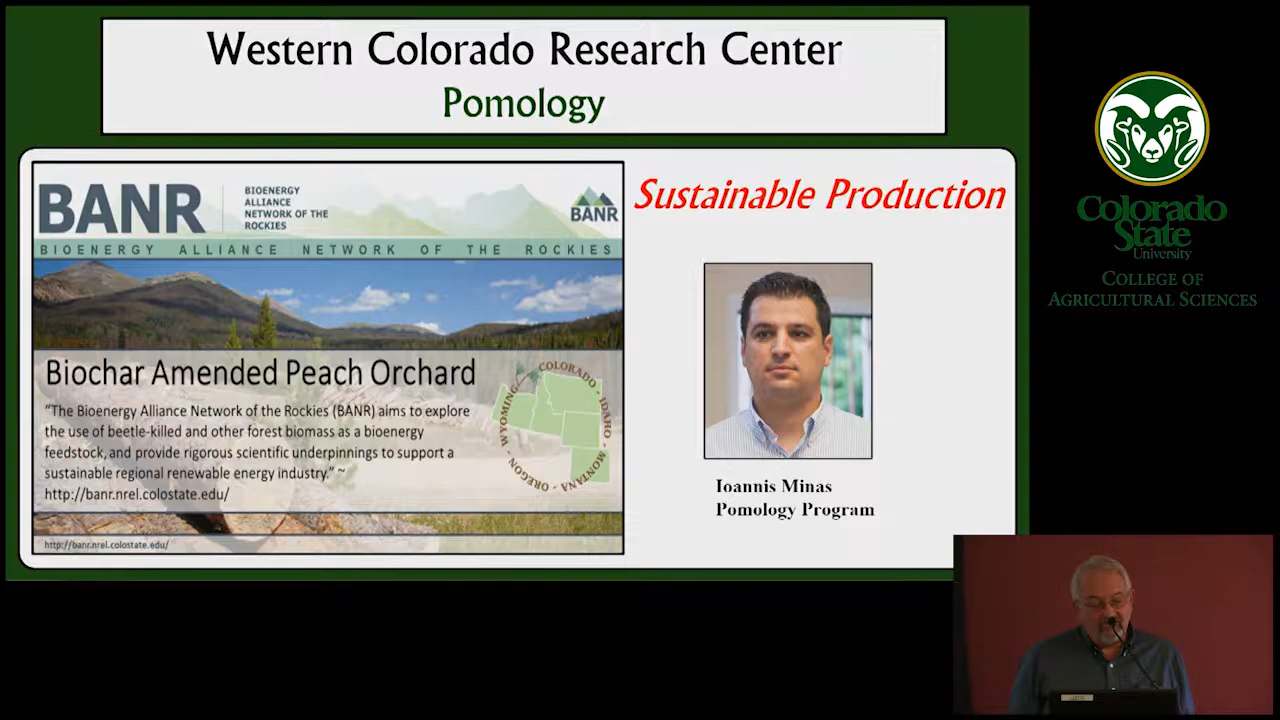 Western Colorado Research Center
Pomology
BANR
BIOENERGY
ALLIANCE
NETWORK OF THE
ROCKIES
BANR
BIOENERGY ALLIANCE NETWORK OF THE ROCKIES
Biochar Amended Peach Orchard
“The Bioenergy Alliance Network of the Rockies (BANR) aims to explore
the use of beetle-killed and other forest biomass as a bioenergy
feedstock, and provide rigorous scientific underpinnings to support a
sustainable regional renewable energy industry.” ~
http://banr.nrel.colostate.edu/
COLORADO - IDAHO - MONTANA - OREGON - WYOMING -
http://banr.nrel.colostate.edu/
Sustainable Production
Ioannis Minas
Pomology Program
Colorado
State
University
COLLEGE OF
AGRICULTURAL SCIENCES